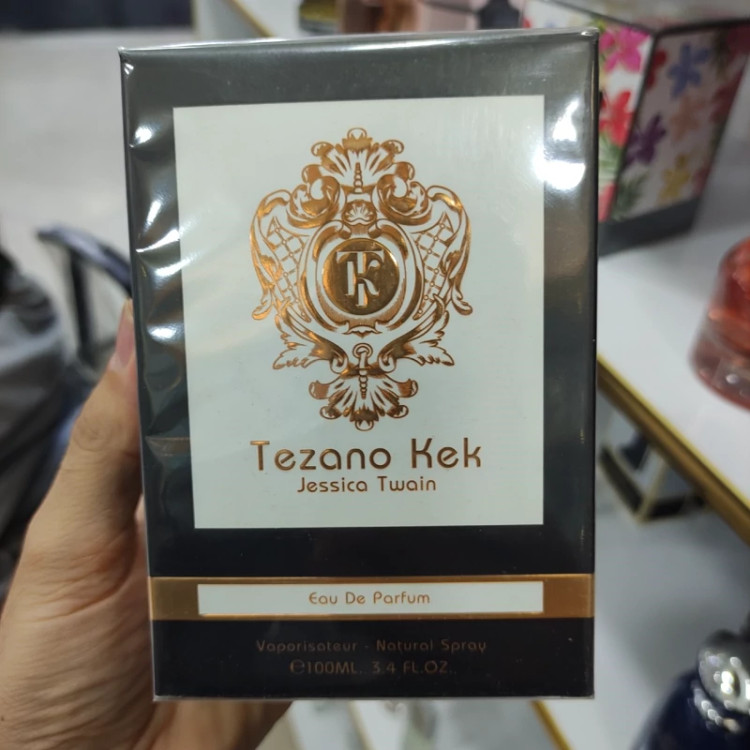 TK
Tezano Kek
Jessica Twain
Eau De Parfum
Vaporisateur - Natural Spray
℮100ML. 3.4 FL.OZ.